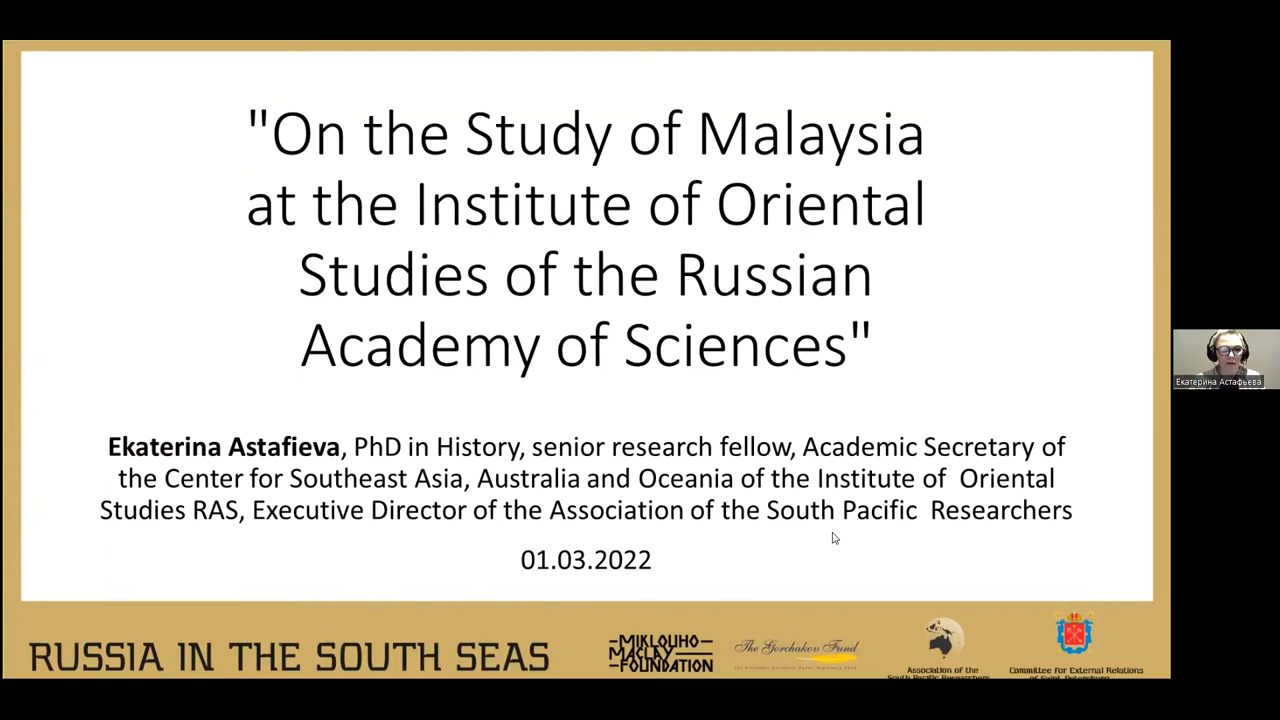 "On the Study of Malaysia
at the Institute of Oriental
Studies of the Russian
Academy of Sciences"
Ekaterina Astafieva, PhD in History, senior research fellow, Academic Secretary of
the Center for Southeast Asia, Australia and Oceania of the Institute of Oriental
Studies RAS, Executive Director of the Association of the South Pacific Researchers
01.03.2022
Екатерина Астафьева
RUSSIA IN THE SOUTH SEAS
MIKLOUHO
MACLAY
FOUNDATION
The Gorchakov Fund
Association of the
South Pacific Researchers
Committee for External Relations
of Saint-Petersburg